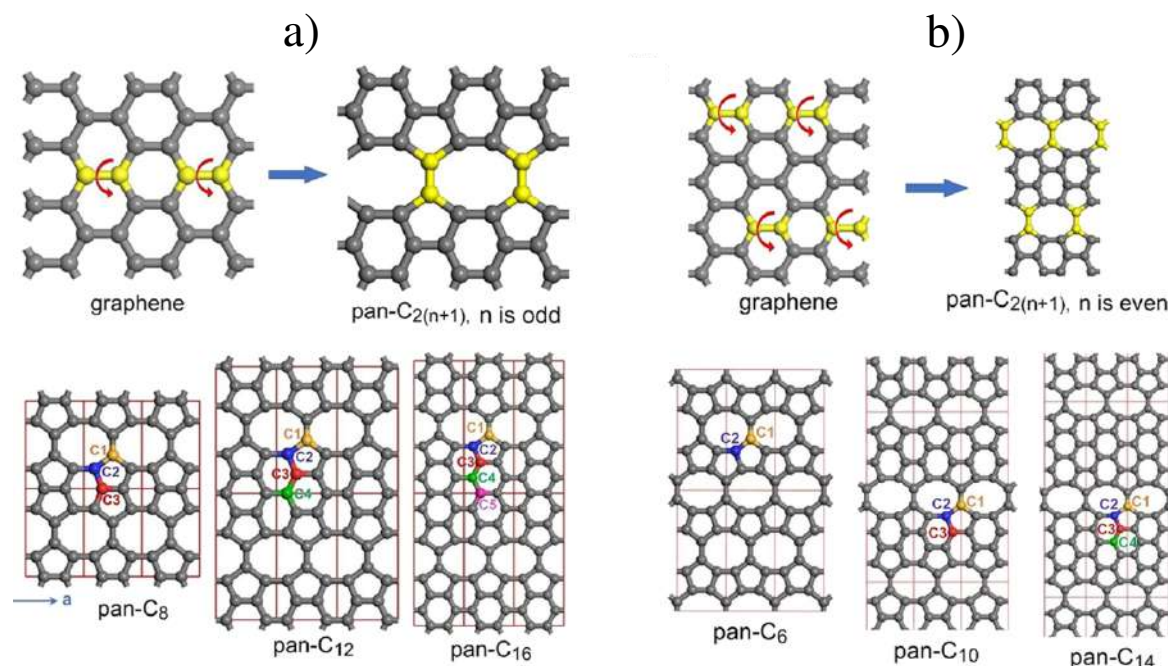 a)
b)
graphene
pan-C2(n+1), n is odd
graphene
pan-C2(n+1), n is even
C1
C2
C3
a
pan-C8
C1
C2
C3
C4
pan-C12
C1
C2
C3
C4
C5
pan-C16
C1
C2
pan-C6
C1
C2
C3
pan-C10
C1
C2
C3
C4
pan-C14